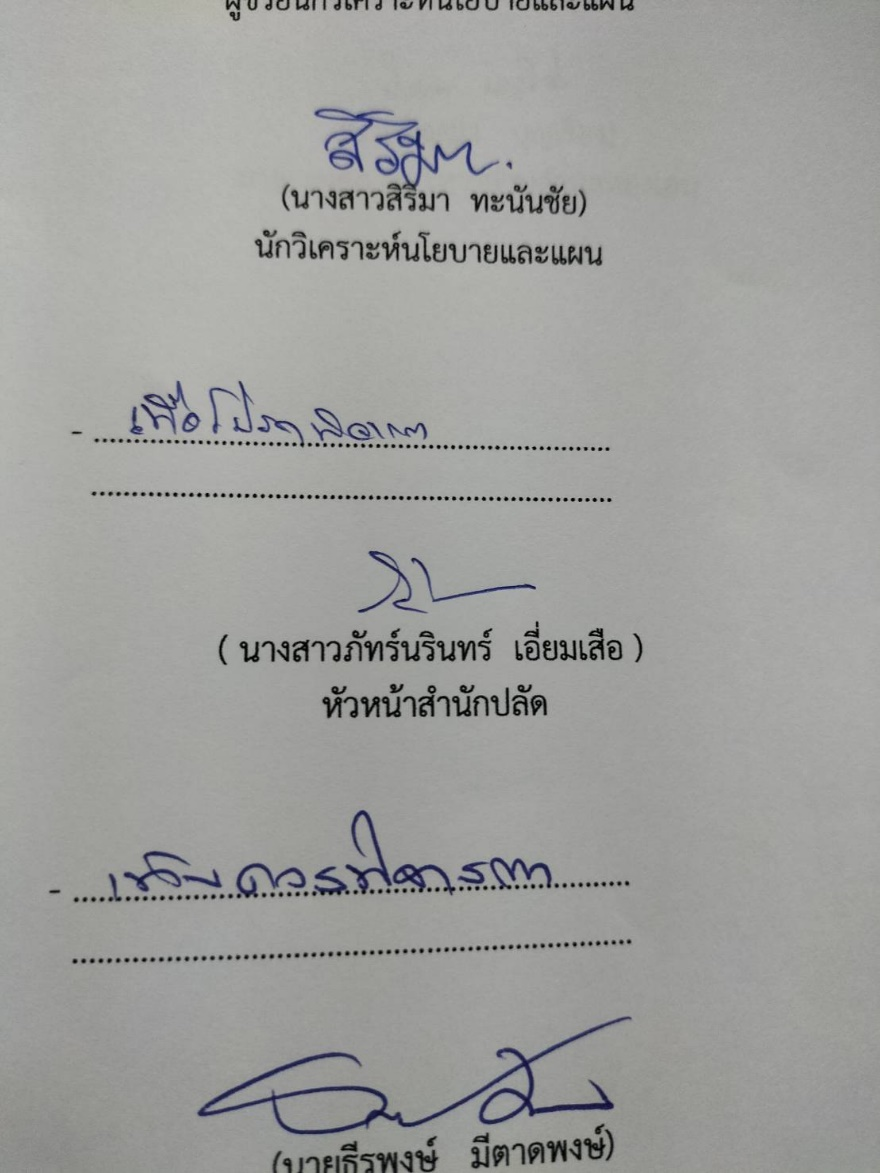 ผู้ช่วยนักวิเคราะห์นโยบายและแผน
สิริมา
(นางสาวสิริมา ทะนันชัย)
นักวิเคราะห์นโยบายและแผน
- เพื่อโปรดพิจารณา
( นางสาวภัทร์นรินทร์ เอี่ยมเสือ )
หัวหน้าสำนักปลัด
- เห็นควรพิจารณา
(นายธีรพงษ์ มีตาดพงษ์)